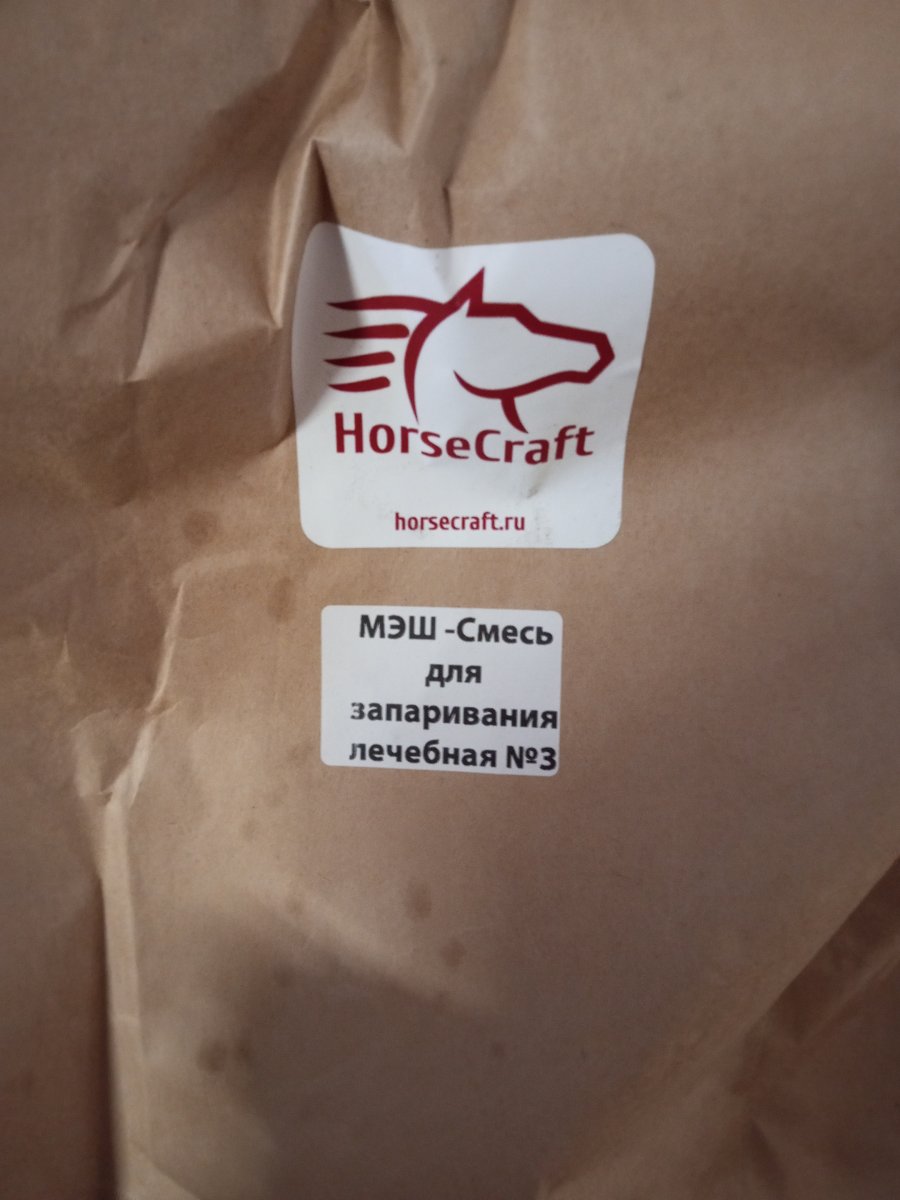 HorseCraft
horsecraft.ru
МЭШ -Смесь
для
запаривания
лечебная №3